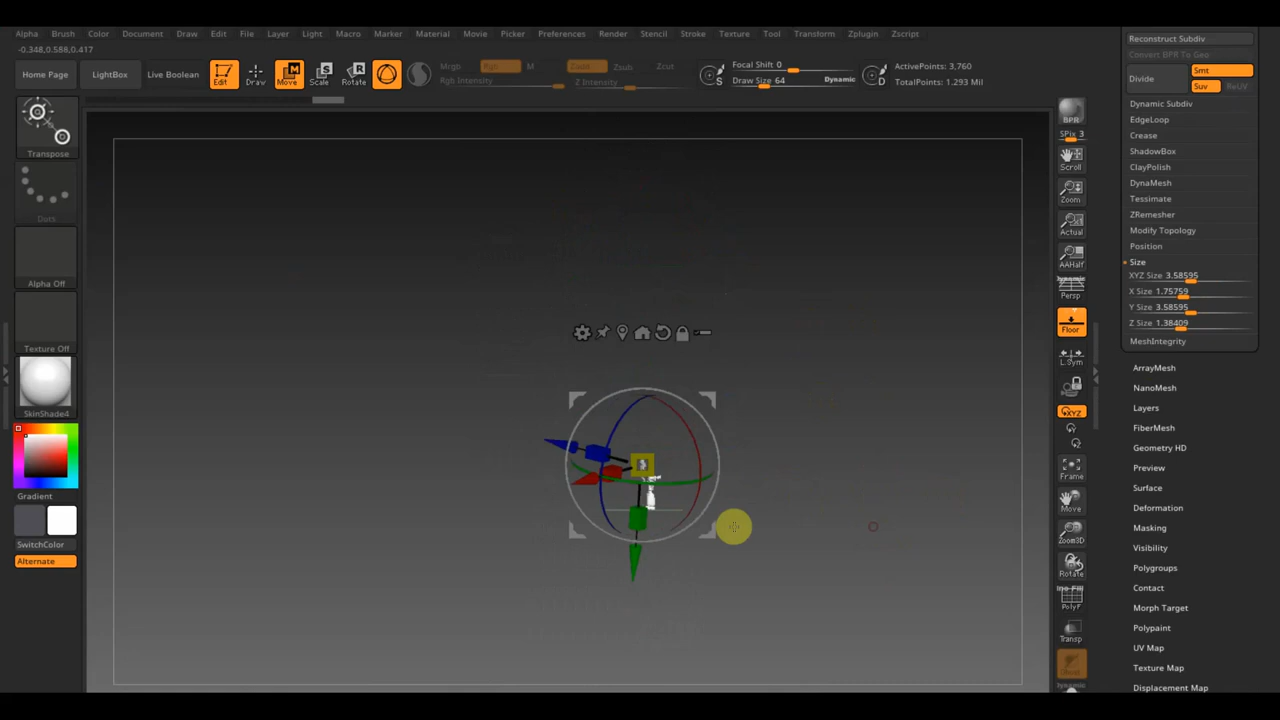 Alpha Brush Color Document Draw Edit File Layer Light Macro Marker Material Movie Picker Preferences Render Stencil Stroke Texture Tool Transform Zplugin Zscript
-0.348,0.588,0.417
Home Page LightBox Live Boolean Edit Draw Move Scale Rotate
Mrgb Rgb M Zadd Zsub Zcut
Rgb Intensity Z Intensity
S Focal Shift 0
Draw Size 64 Dynamic
D ActivePoints: 3,760
TotalPoints: 1.293 Mil
Transpose
Dots
Alpha Off
Texture Off
SkinShade4
Gradient
SwitchColor
Alternate
BPR
SPix 3
Scroll
Zoom
Actual
AAHalf
Dynamic
Persp
Floor
L.Sym
XYZ
Y
Z
Frame
Move
Zoom3D
Rotate
PolyF
Transp
Dynamic
Reconstruct Subdiv
Convert BPR To Geo
Divide Smt
Suv ReUV
Dynamic Subdiv
EdgeLoop
Crease
ShadowBox
ClayPolish
DynaMesh
Tessimate
ZRemesher
Modify Topology
Position
Size
XYZ Size 3.58595
X Size 1.75759
Y Size 3.58595
Z Size 1.38409
MeshIntegrity
ArrayMesh
NanoMesh
Layers
FiberMesh
Geometry HD
Preview
Surface
Deformation
Masking
Visibility
Polygroups
Contact
Morph Target
Polypaint
UV Map
Texture Map
Displacement Map